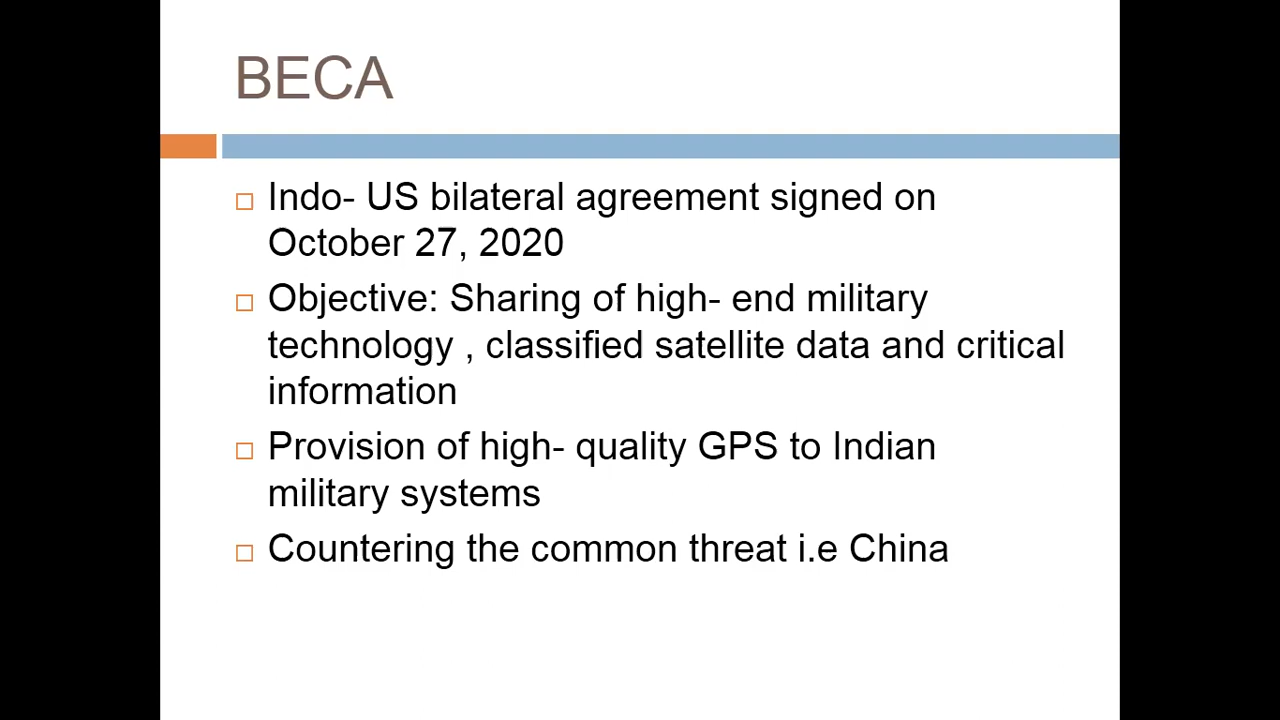 BECA
Indo- US bilateral agreement signed on
October 27, 2020
Objective: Sharing of high- end military
technology , classified satellite data and critical
information
Provision of high- quality GPS to Indian
military systems
Countering the common threat i.e China